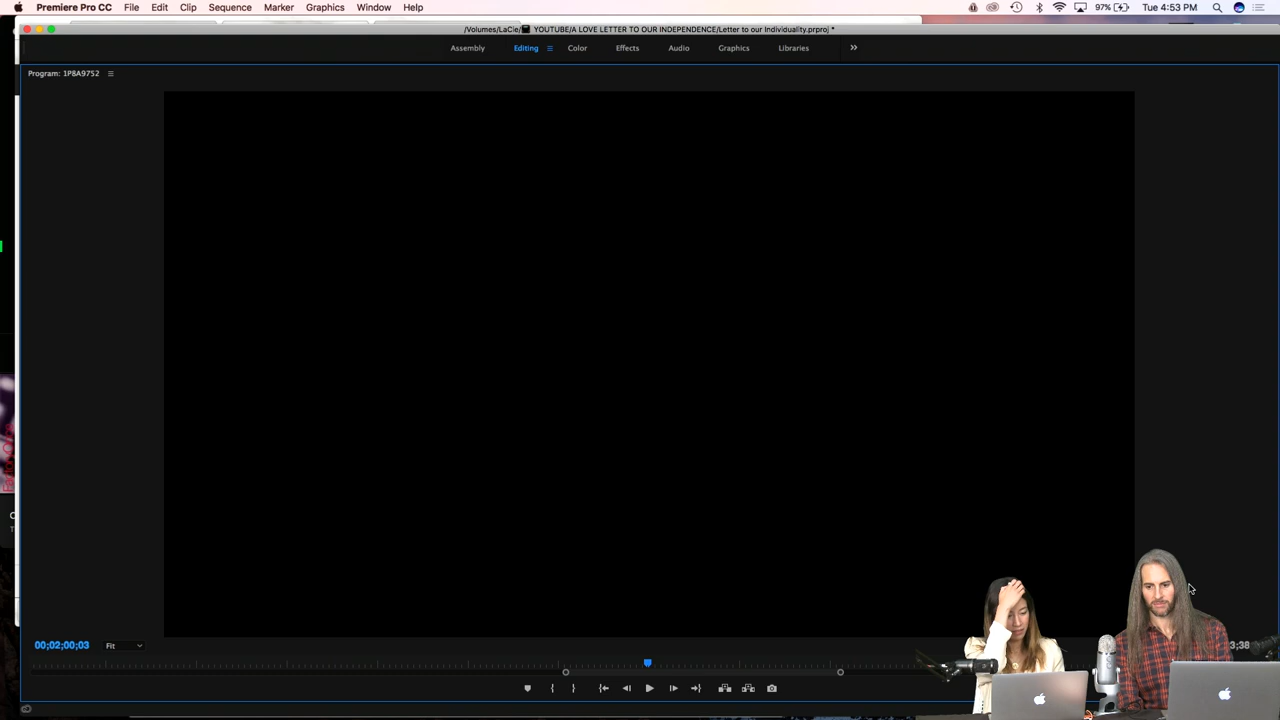 Premiere Pro CC File Edit Clip Sequence Marker Graphics Window Help 97% Tue 4:53 PM
/Volumes/LaCie/ YOUTUBE/A LOVE LETTER TO OUR INDEPENDENCE/Letter to our Individuality.prproj *
Assembly Editing Color Effects Audio Graphics Libraries
Program: 1P8A9752
00;02;00;03 Fit 3;38